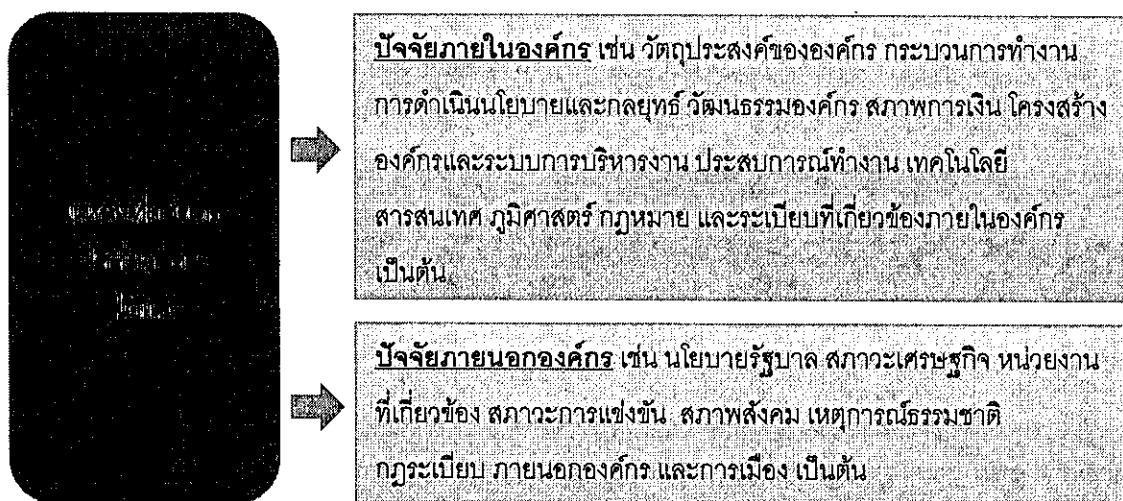 ปัจจัยภายในองค์กร เช่น วัตถุประสงค์ขององค์กร กระบวนการทำงาน
การดำเนินนโยบายและกลยุทธ์ วัฒนธรรมองค์กร สภาพการเงิน โครงสร้าง
องค์กรและระบบการบริหารงาน ประสบการณ์ทำงาน เทคโนโลยี
สารสนเทศ ภูมิศาสตร์ กฎหมาย และระเบียบที่เกี่ยวข้องภายในองค์กร
เป็นต้น
ปัจจัยภายนอกองค์กร เช่น นโยบายรัฐบาล สภาวะเศรษฐกิจ หน่วยงาน
ที่เกี่ยวข้อง สภาวะการแข่งขัน สภาพสังคม เหตุการณ์ธรรมชาติ
กฎระเบียบ ภายนอกองค์กร และการเมือง เป็นต้น